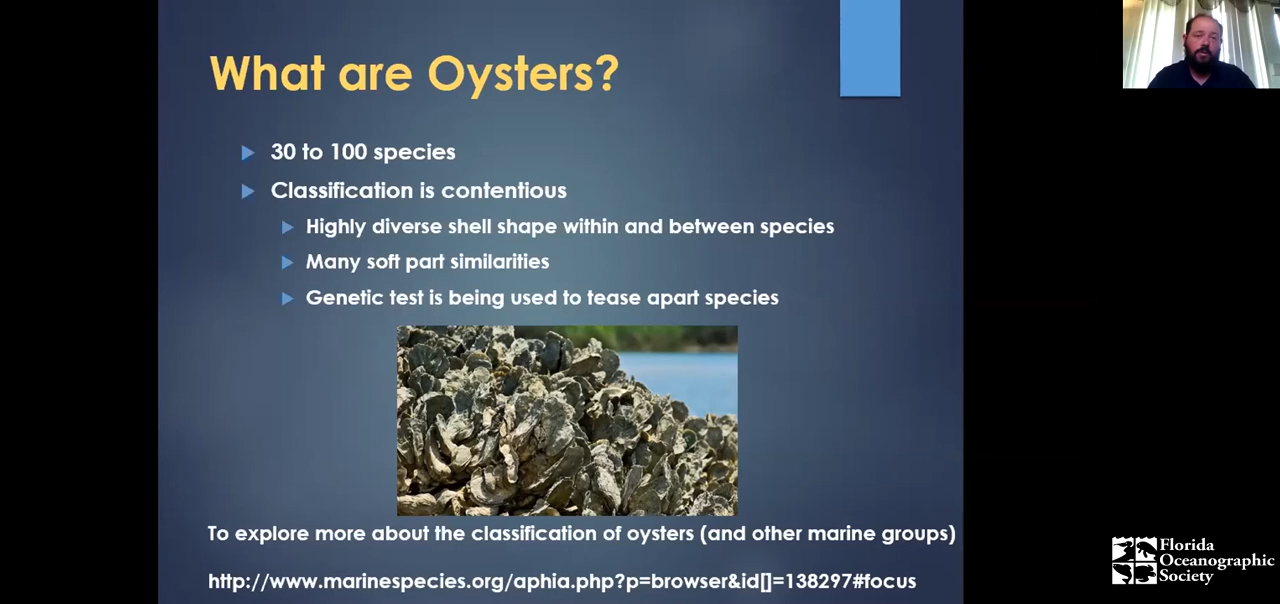 What are Oysters?
30 to 100 species
Classification is contentious
Highly diverse shell shape within and between species
Many soft part similarities
Genetic test is being used to tease apart species
To explore more about the classification of oysters (and other marine groups)
http://www.marinespecies.org/aphia.php?p=browser&id[]=138297#focus
Florida
Oceanographic
Society